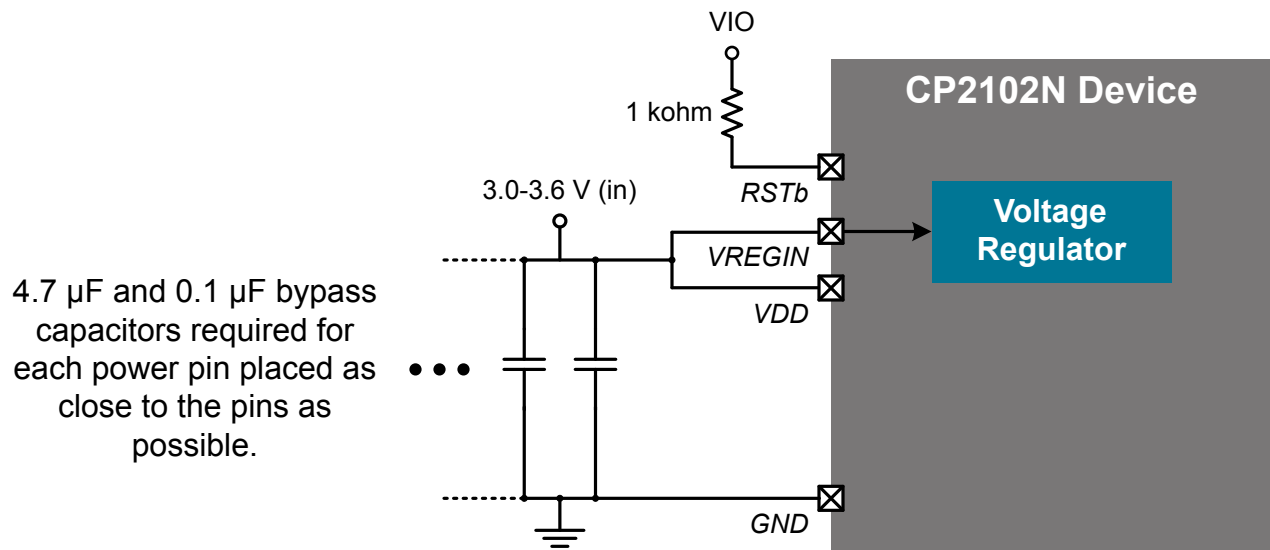 VIO
CP2102N Device
1 kohm
RSTb
3.0-3.6 V (in)
Voltage
Regulator
VREGIN
VDD
4.7 µF and 0.1 µF bypass
capacitors required for
each power pin placed as
close to the pins as
possible.
GND